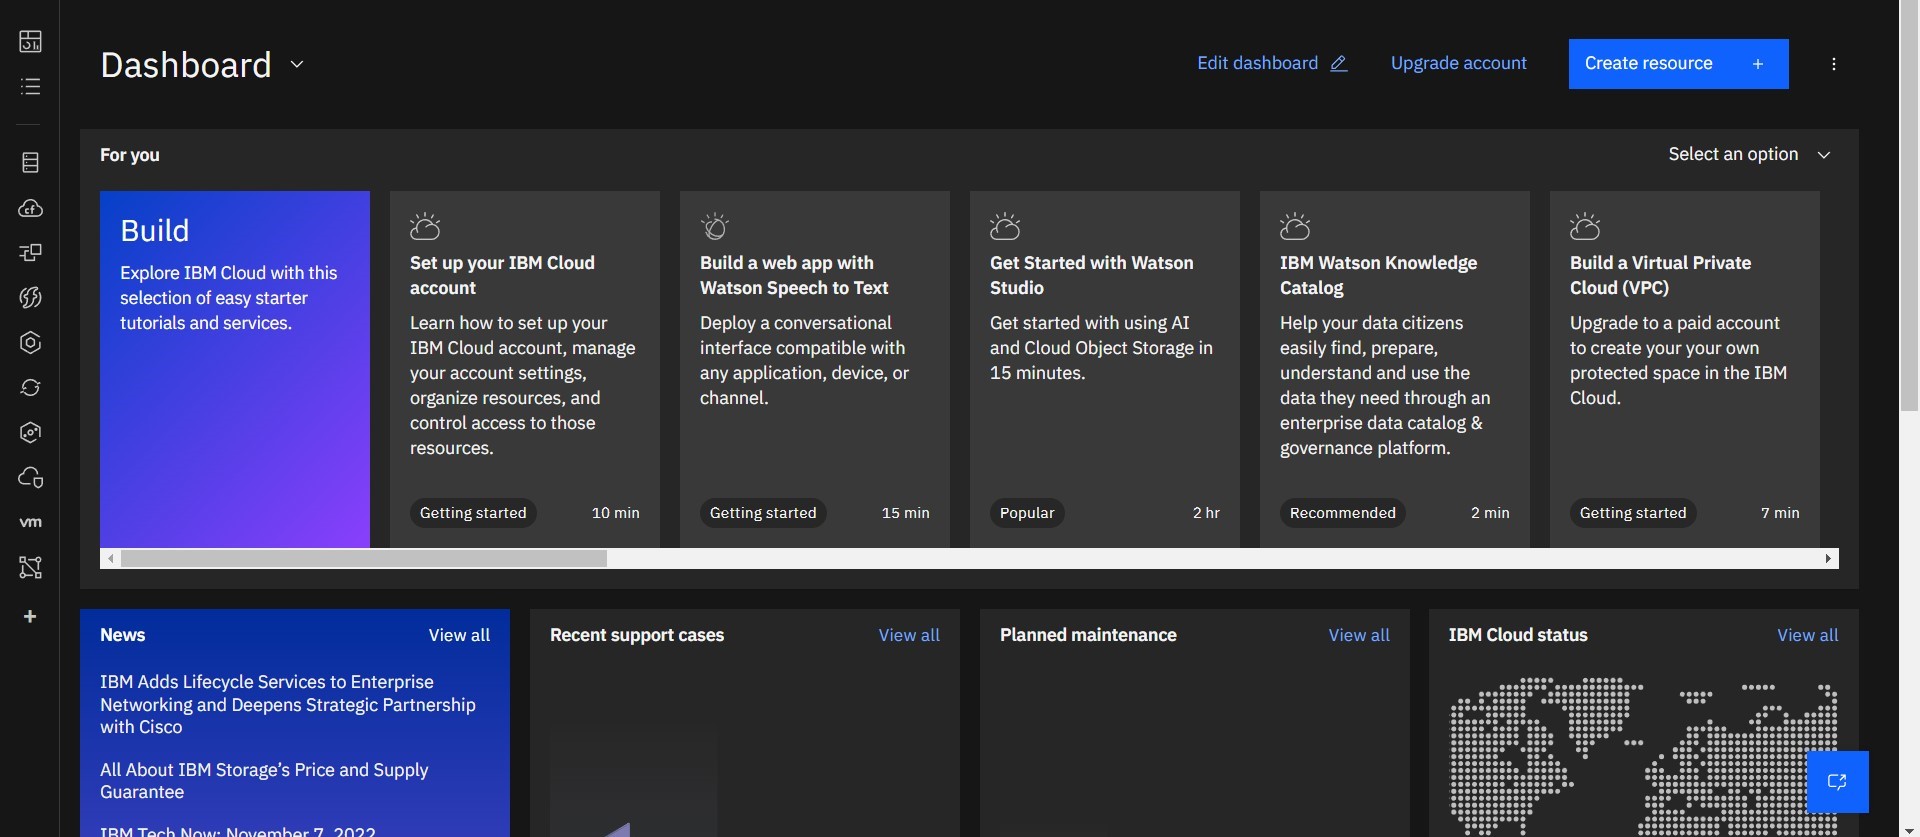 Dashboard
Edit dashboard
Upgrade account
Create resource +
For you
Select an option
Build
Explore IBM Cloud with this
selection of easy starter
tutorials and services.
Set up your IBM Cloud
account
Learn how to set up your
IBM Cloud account, manage
your account settings,
organize resources, and
control access to those
resources.
Getting started
10 min
Build a web app with
Watson Speech to Text
Deploy a conversational
interface compatible with
any application, device, or
channel.
Getting started
15 min
Get Started with Watson
Studio
Get started with using AI
and Cloud Object Storage in
15 minutes.
Popular
2 hr
IBM Watson Knowledge
Catalog
Help your data citizens
easily find, prepare,
understand and use the
data they need through an
enterprise data catalog &
governance platform.
Recommended
2 min
Build a Virtual Private
Cloud (VPC)
Upgrade to a paid account
to create your your own
protected space in the IBM
Cloud.
Getting started
7 min
cf
vm
News
View all
IBM Adds Lifecycle Services to Enterprise
Networking and Deepens Strategic Partnership
with Cisco
All About IBM Storage’s Price and Supply
Guarantee
IBM Tech Now: November 7, 2022
Recent support cases
View all
Planned maintenance
View all
IBM Cloud status
View all